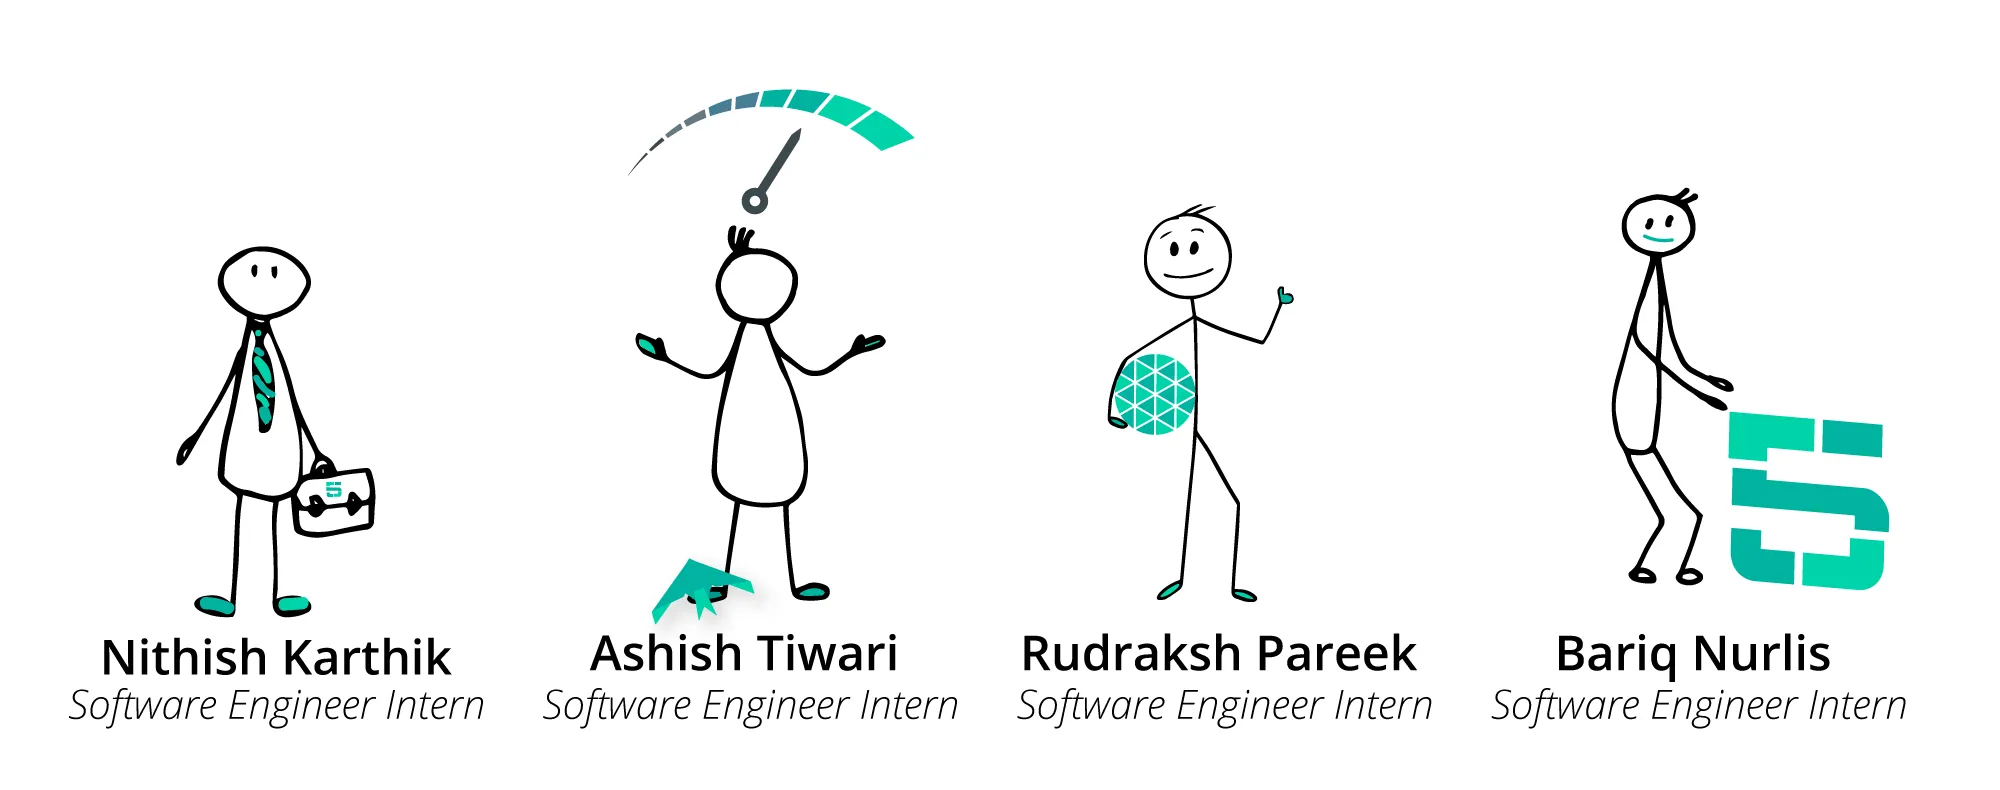 Nithish Karthik
Software Engineer Intern
Ashish Tiwari
Software Engineer Intern
Rudraksh Pareek
Software Engineer Intern
Bariq Nurlis
Software Engineer Intern